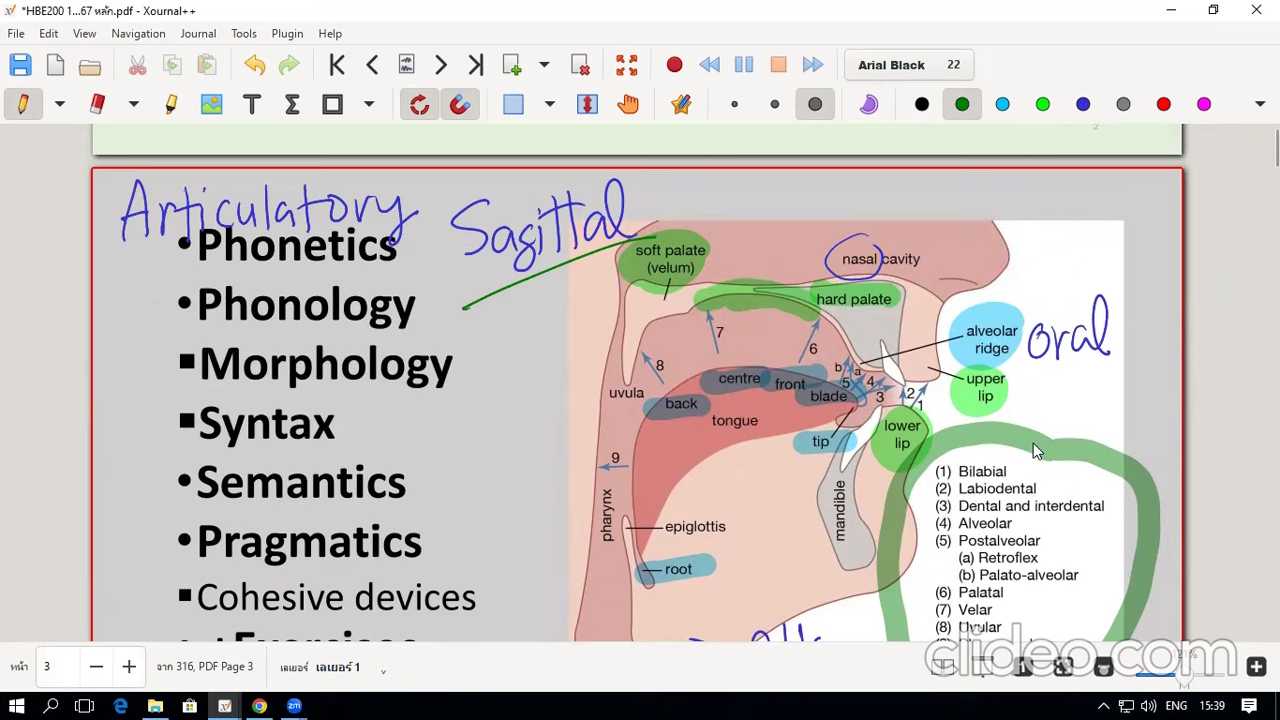 *HBE200 1...67 หลัก.pdf - Xournal++
File Edit View Navigation Journal Tools Plugin Help
Arial Black 22
2
Articulatory Sagittal
•Phonetics
•Phonology
▪Morphology
▪Syntax
▪Semantics
•Pragmatics
▪Cohesive devices
soft palate
(velum)
nasal cavity
hard palate
alveolar
ridge
oral
upper
lip
7
6
8
b
a
5
4
3
2
1
uvula
centre
front
back
blade
tongue
tip
lower
lip
9
pharynx
mandible
epiglottis
root
(1) Bilabial
(2) Labiodental
(3) Dental and interdental
(4) Alveolar
(5) Postalveolar
(a) Retroflex
(b) Palato-alveolar
(6) Palatal
(7) Velar
(8) Uvular
clideo.com
หน้า 3 จาก 316, PDF Page 3 เลเยอร์ เลเยอร์ 1
ENG 15:39